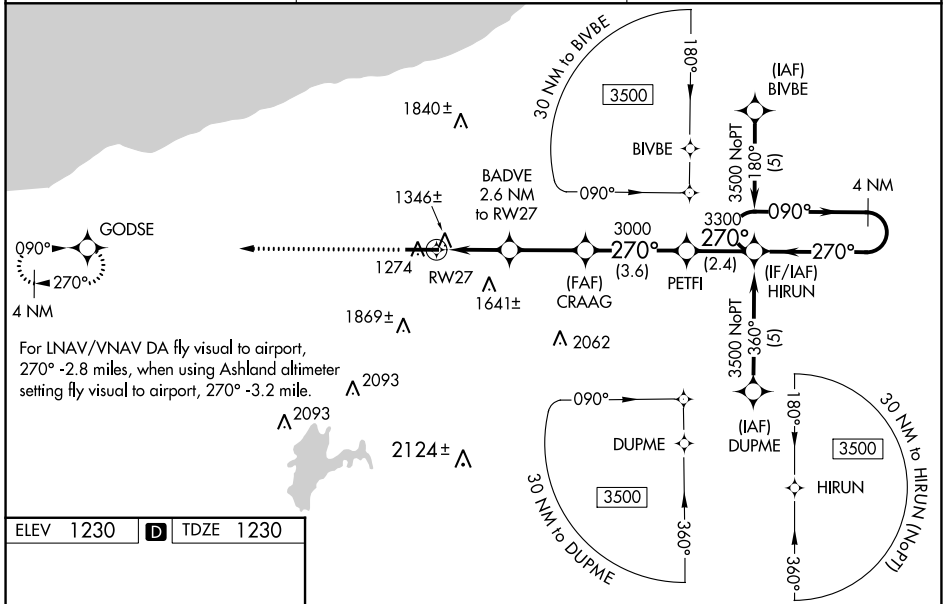 30 NM to BIVBE
180°
3500
BIVBE
090°
(IAF)
BIVBE
3500 NoPT
180°
(5)
4 NM
090°
270°
1840±
1346±
BADVE
2.6 NM
to RW27
GODSE
090°
270°
4 NM
1274
RW27
1641±
(FAF)
CRAAG
3000
270°
(3.6)
PETFI
3300
270°
(2.4)
(IF/IAF)
HIRUN
1869±
2062
3500 NoPT
360°
(5)
For LNAV/VNAV DA fly visual to airport,
270° -2.8 miles, when using Ashland altimeter
setting fly visual to airport, 270° -3.2 mile.
2093
2093
2124±
090°
DUPME
3500
360°
30 NM to DUPME
(IAF)
DUPME
180°
3500
HIRUN
360°
30 NM to HIRUN (NoPT)
ELEV 1230 D TDZE 1230